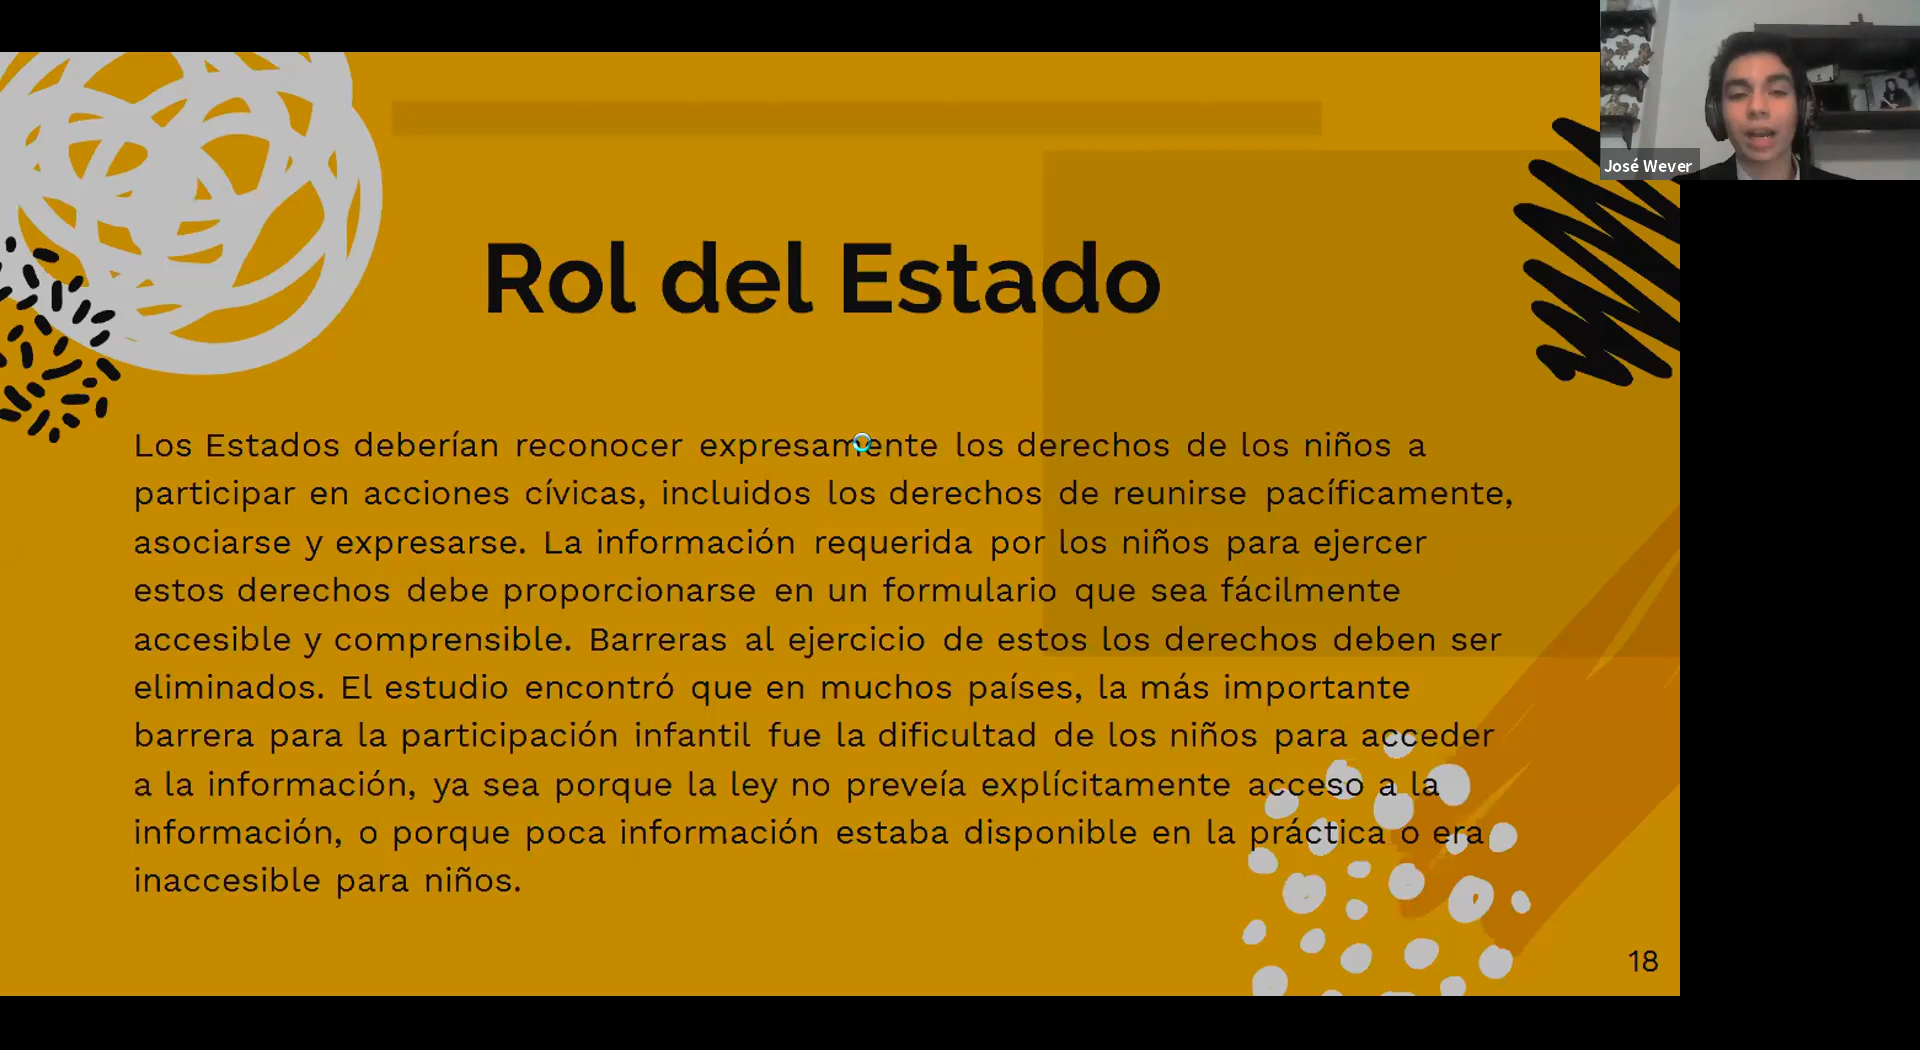 José Wever
Rol del Estado
Los Estados deberían reconocer expresamente los derechos de los niños a
participar en acciones cívicas, incluidos los derechos de reunirse pacíficamente,
asociarse y expresarse. La información requerida por los niños para ejercer
estos derechos debe proporcionarse en un formulario que sea fácilmente
accesible y comprensible. Barreras al ejercicio de estos los derechos deben ser
eliminados. El estudio encontró que en muchos países, la más importante
barrera para la participación infantil fue la dificultad de los niños para acceder
a la información, ya sea porque la ley no preveía explícitamente acceso a la
información, o porque poca información estaba disponible en la práctica o era
inaccesible para niños.
18